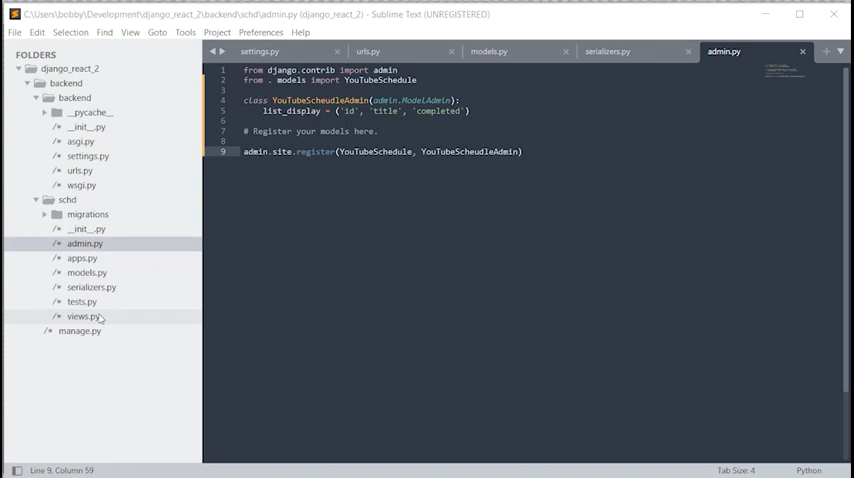 C:\Users\bobby\Development\django_react_2\backend\schd\admin.py (django_react_2) - Sublime Text (UNREGISTERED)
File Edit Selection Find View Goto Tools Project Preferences Help
FOLDERS
django_react_2
backend
backend
__pycache__
__init__.py
asgi.py
settings.py
urls.py
wsgi.py
schd
migrations
__init__.py
admin.py
apps.py
models.py
serializers.py
tests.py
views.py
manage.py
settings.py urls.py models.py serializers.py admin.py
1 from django.contrib import admin
2 from . models import YouTubeSchedule
3
4 class YouTubeScheudleAdmin(admin.ModelAdmin):
5 list_display = ('id', 'title', 'completed')
6
7 # Register your models here.
8
9 admin.site.register(YouTubeSchedule, YouTubeScheudleAdmin)
Line 9, Column 59 Tab Size: 4 Python